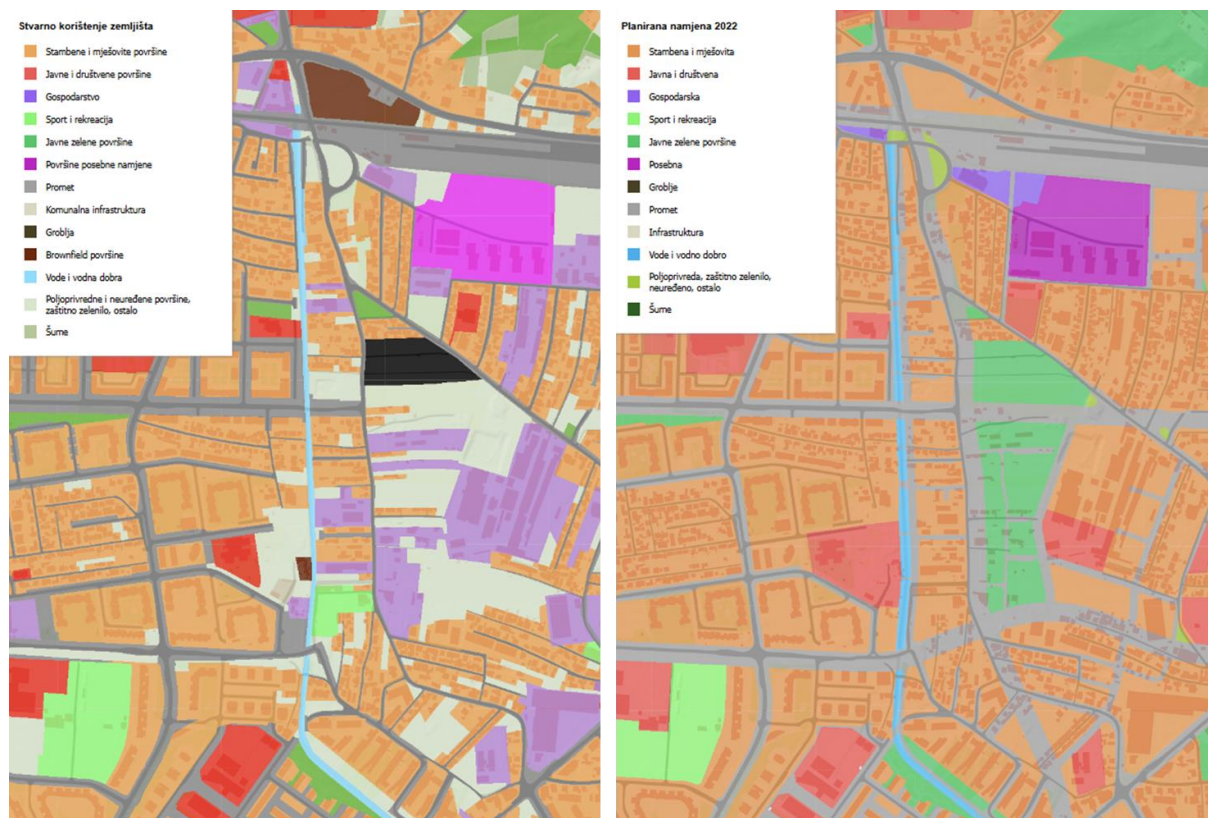 Stvarno korištenje zemljišta
Stambene i mješovite površine
Javne i društvene površine
Gospodarstvo
Sport i rekreacija
Javne zelene površine
Površine posebne namjene
Promet
Komunalna infrastruktura
Groblja
Brownfield površine
Vode i vodna dobra
Poljoprivredne i neuređene površine,
zaštitno zelenilo, ostalo
Šume
Planirana namjena 2022
Stambena i mješovita
Javna i društvena
Gospodarska
Sport i rekreacija
Javne zelene površine
Posebna
Groblje
Promet
Infrastruktura
Vode i vodno dobro
Poljoprivreda, zaštitno zelenilo,
neuređeno, ostalo
Šume